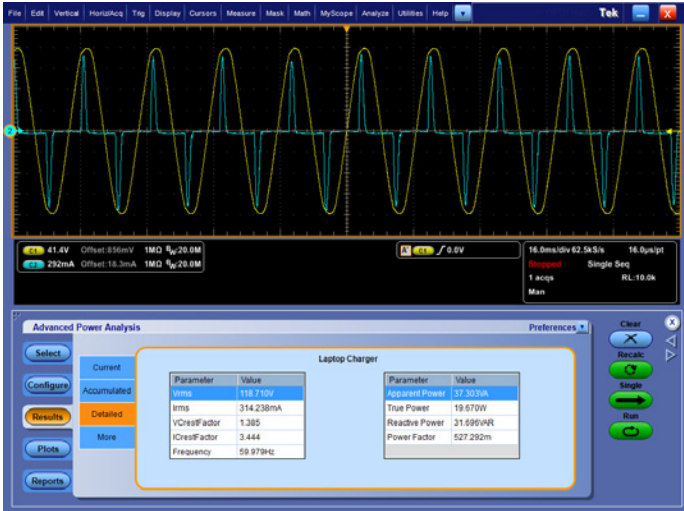 File Edit Vertical Horiz/Acq Trig Display Cursors Measure Mask Math MyScope Analyze Utilities Help Tek X
2
C1 41.4V Offset:856mV 1MΩ BW:20.0M
C2 292mA Offset:18.3mA 1MΩ BW:20.0M
A' C1 0.0V
16.0ms/div 62.5kS/s 16.0µs/pt
Stopped Single Seq
1 acqs RL:10.0k
Man
Advanced Power Analysis
Preferences
Clear
X
Select
Configure
Results
Plots
Reports
Current
Accumulated
Detailed
More
Laptop Charger
Parameter Value
Vrms 118.710V
Irms 314.238mA
VCrestFactor 1.385
ICrestFactor 3.444
Frequency 59.979Hz
Parameter Value
Apparent Power 37.303VA
True Power 19.670W
Reactive Power 31.696VAR
Power Factor 527.292m
Recalc
Single
Run